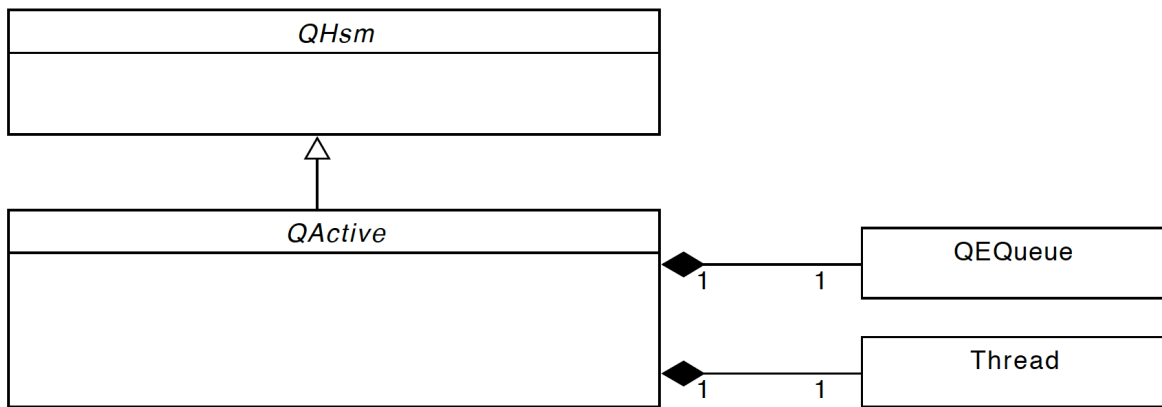 QHsm
QActive
QEQueue
1 1
Thread
1 1